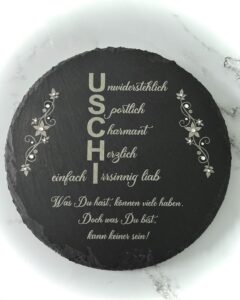 Unwiderstehlich
Sportlich
Charmant
Herzlich
einfach Irrsinnig liab
Was Du hast, können viele haben.
Doch was Du bist,
kann keiner sein!